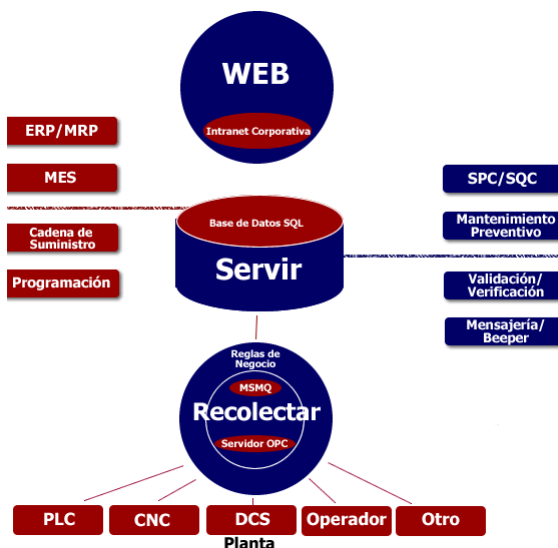 WEB
Intranet Corporativa
ERP/MRP
MES
Cadena de
Suministro
Programación
SPC/SQC
Mantenimiento
Preventivo
Validación/
Verificación
Mensajería/
Beeper
Base de Datos SQL
Servir
Reglas de
Negocio
MSMQ
Recolectar
Servidor OPC
PLC
CNC
DCS
Operador
Otro
Planta